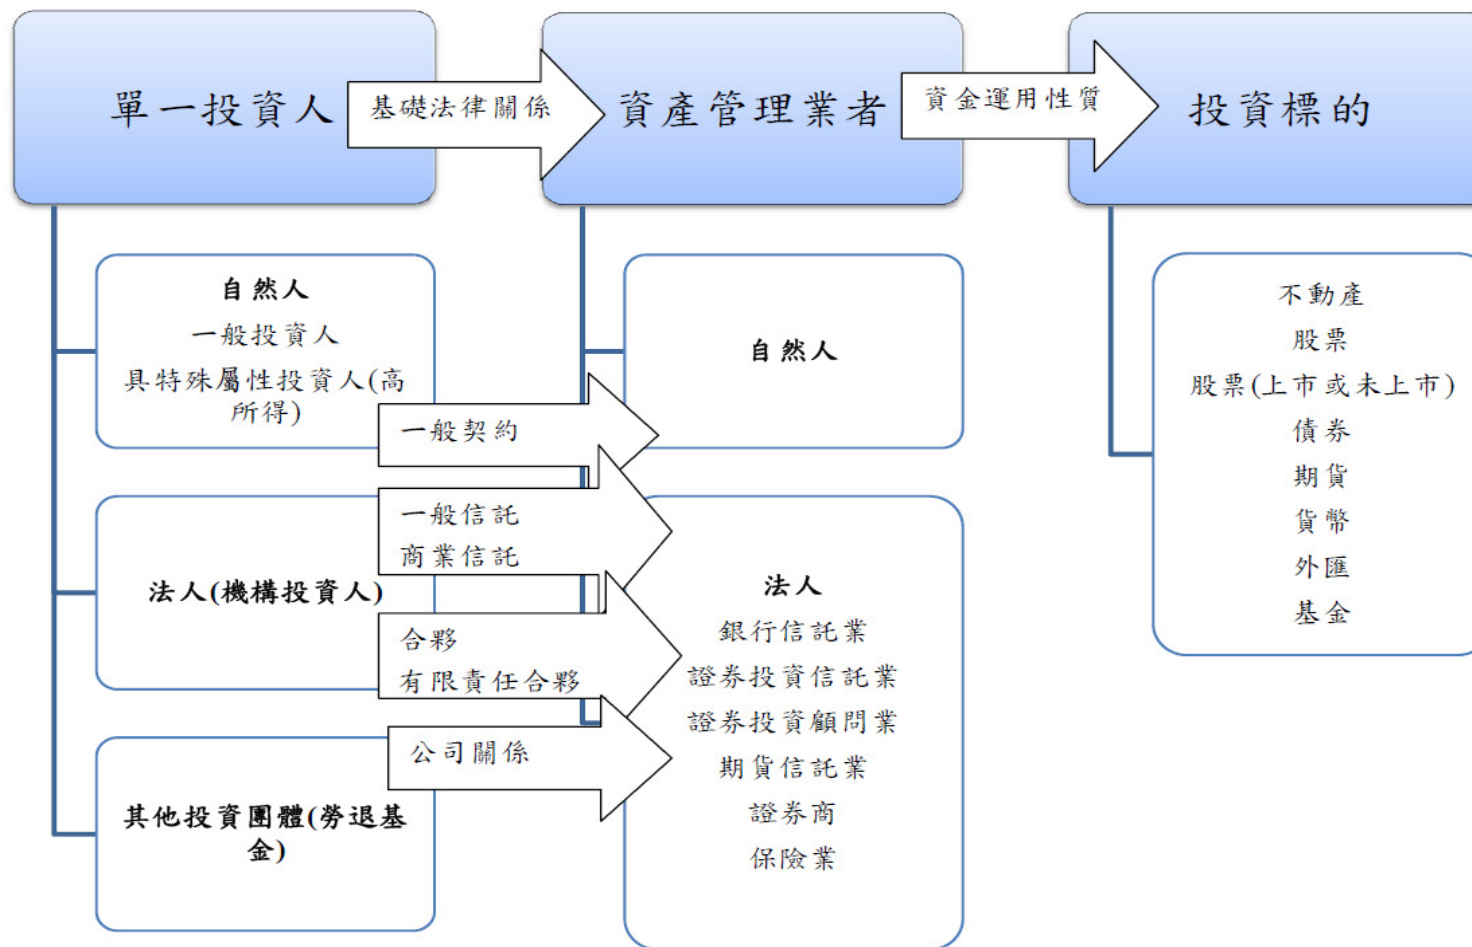 單一投資人
基礎法律關係
資產管理業者
資金運用性質
投資標的
自然人
一般投資人
具特殊屬性投資人(高
所得)
法人(機構投資人)
其他投資團體(勞退基
金)
一般契約
一般信託
商業信託
合夥
有限責任合夥
公司關係
自然人
法人
銀行信託業
證券投資信託業
證券投資顧問業
期貨信託業
證券商
保險業
不動產
股票
股票(上市或未上市)
債券
期貨
貨幣
外匯
基金